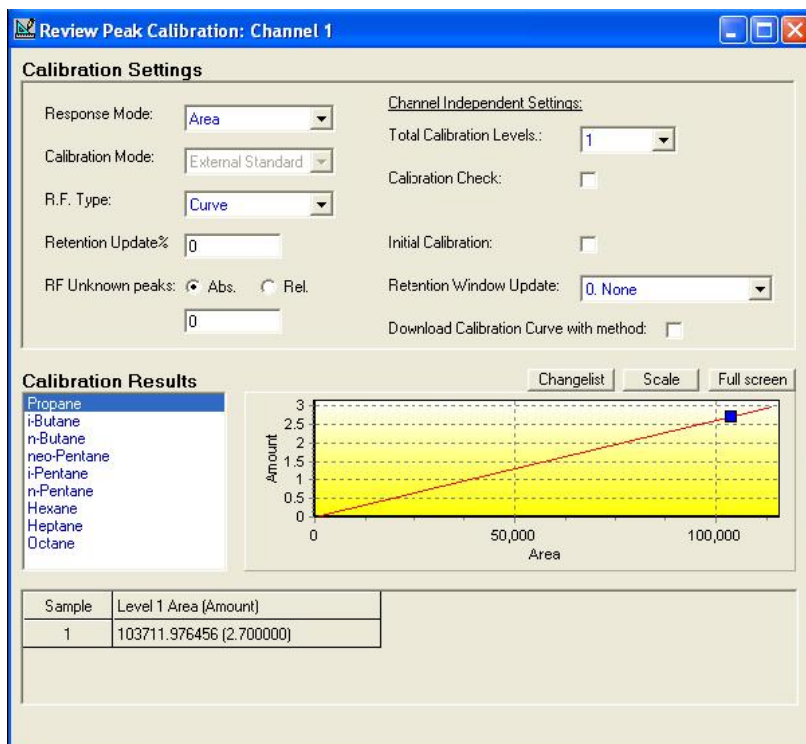 Review Peak Calibration: Channel 1
Calibration Settings
Response Mode:
Area
Calibration Mode:
External Standard
R.F. Type:
Curve
Retention Update%
0
RF Unknown peaks:
Abs.
Rel.
0
Channel Independent Settings:
Total Calibration Levels.:
1
Calibration Check:
Initial Calibration:
Retention Window Update:
0. None
Download Calibration Curve with method:
Calibration Results
Propane
i-Butane
n-Butane
neo-Pentane
i-Pentane
n-Pentane
Hexane
Heptane
Octane
Changelist
Scale
Full screen
3
2.5
2
1.5
1
0.5
0
Amount
0
50,000
100,000
Area
Sample
Level 1 Area (Amount)
1
103711.976456 (2.700000)